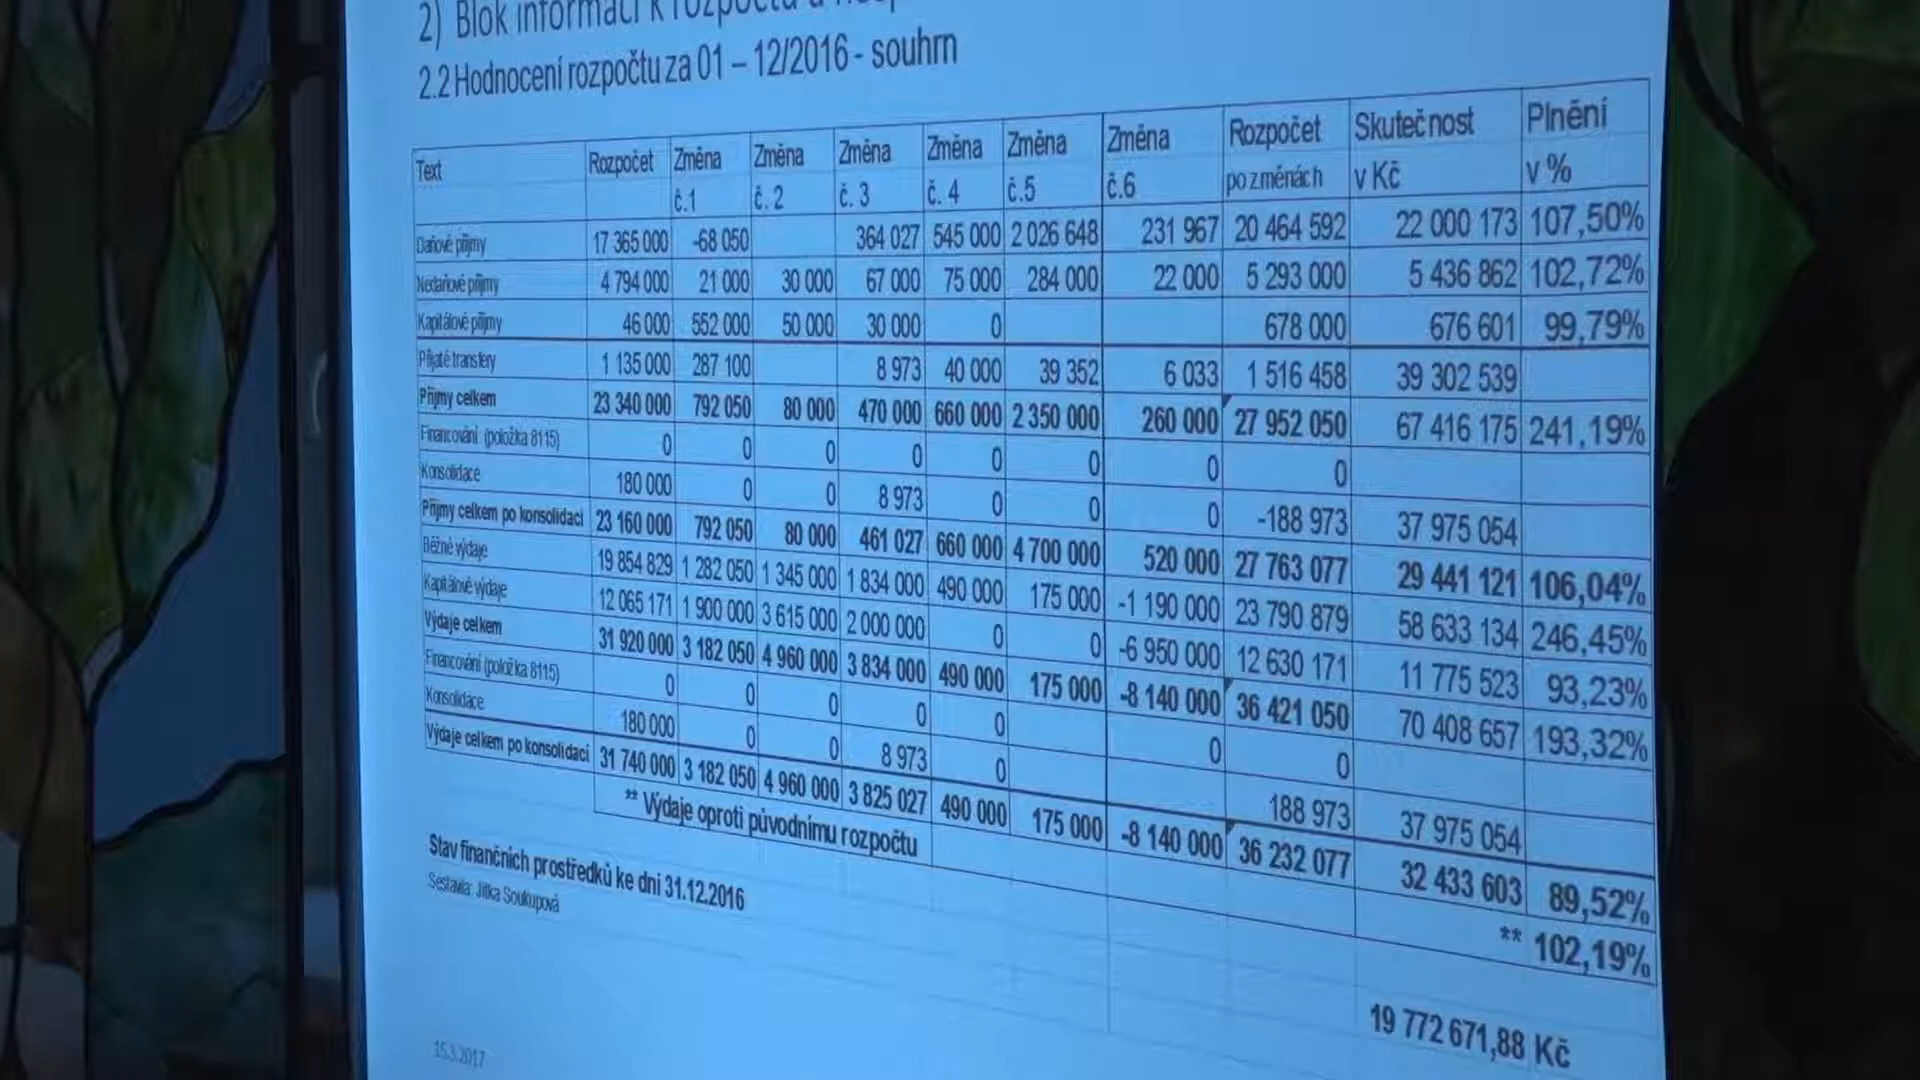 2) Blok informací k rozpočtu a
2.2 Hodnocení rozpočtu za 01 – 12/2016 - souhrn
Text Rozpočet Změna č.1 Změna č. 2 Změna č. 3 Změna č. 4 Změna č.5 Změna č.6 Rozpočet po změnách Skutečnost v Kč Plnění v %
Daňové příjmy 17 365 000 -68 050 364 027 545 000 2 026 648 231 967 20 464 592 22 000 173 107,50%
Nedaňové příjmy 4 794 000 21 000 30 000 67 000 75 000 284 000 22 000 5 293 000 5 436 862 102,72%
Kapitálové příjmy 46 000 552 000 50 000 30 000 0 678 000 676 601 99,79%
Přijaté transfery 1 135 000 287 100 8 973 40 000 39 352 6 033 1 516 458 39 302 539
Příjmy celkem 23 340 000 792 050 80 000 470 000 660 000 2 350 000 260 000 27 952 050 67 416 175 241,19%
Financování (položka 8115) 0 0 0 0 0 0 0 0
Konsolidace 180 000 0 0 8 973 0 0 0 -188 973 37 975 054
Příjmy celkem po konsolidaci 23 160 000 792 050 80 000 461 027 660 000 4 700 000 520 000 27 763 077 29 441 121 106,04%
Běžné výdaje 19 854 829 1 282 050 1 345 000 1 834 000 490 000 175 000 -1 190 000 23 790 879 58 633 134 246,45%
Kapitálové výdaje 12 065 171 1 900 000 3 615 000 2 000 000 0 0 -6 950 000 12 630 171 11 775 523 93,23%
Výdaje celkem 31 920 000 3 182 050 4 960 000 3 834 000 490 000 175 000 -8 140 000 36 421 050 70 408 657 193,32%
Financování (položka 8115) 0 0 0 0 0 0 0
Konsolidace 180 000 0 0 8 973 0 188 973 37 975 054
Výdaje celkem po konsolidaci 31 740 000 3 182 050 4 960 000 3 825 027 490 000 175 000 -8 140 000 36 232 077 32 433 603 89,52%
** Výdaje oproti původnímu rozpočtu ** 102,19%
Stav finančních prostředků ke dni 31.12.2016 19 772 671,88 Kč
Sestavila: Jitka Soukupová
15.3.2017